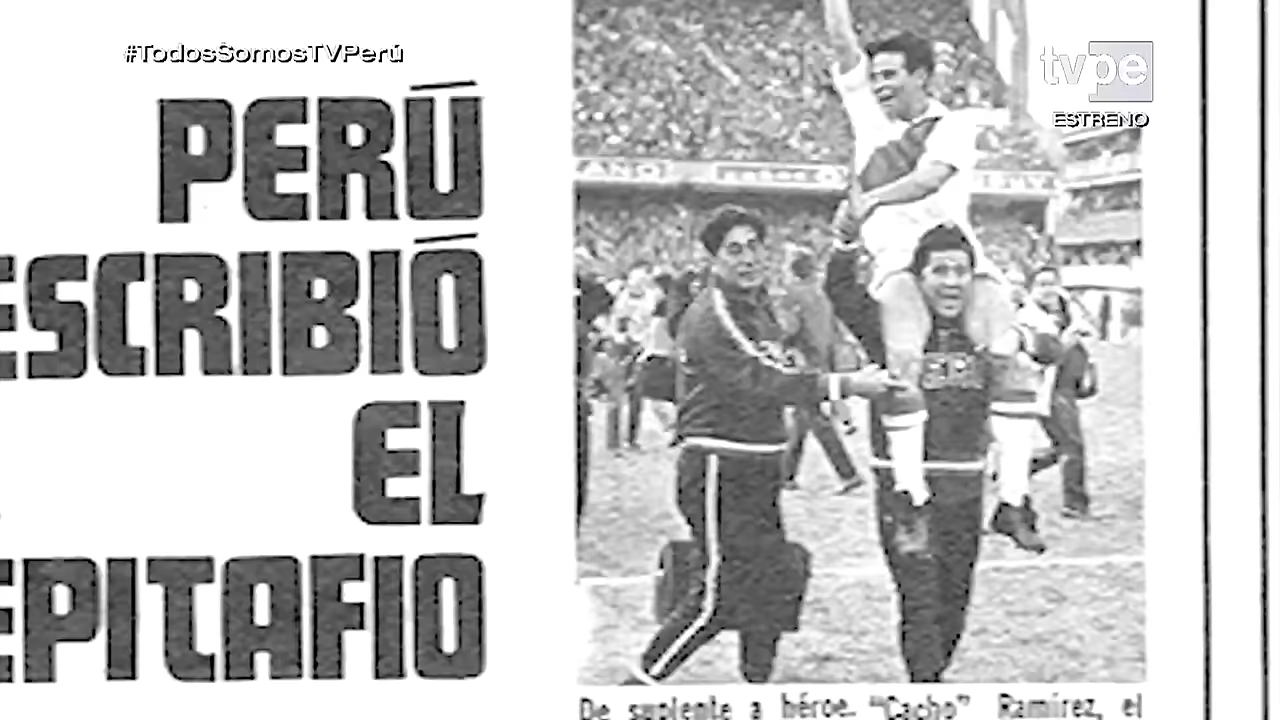 #TodosSomosTVPerú
tvpe
ESTRENO
PERÚ
ESCRIBIÓ
EL
EPITAFIO
De suplente a héroe. "Cacho" Ramírez, el